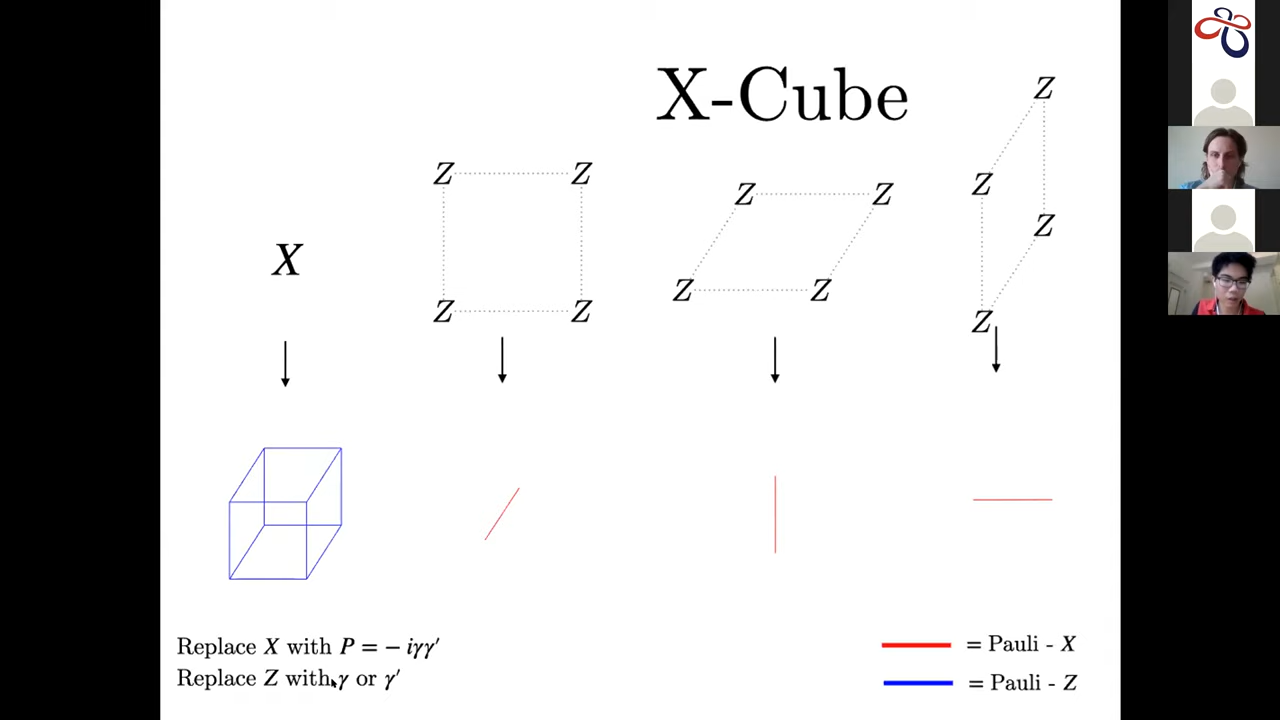 X-Cube
Z
Z Z
Z
Z Z
X
Z
Z Z
Z Z
Z
Replace X with P = − iγγ′
Replace Z with γ or γ′
= Pauli - X
= Pauli - Z